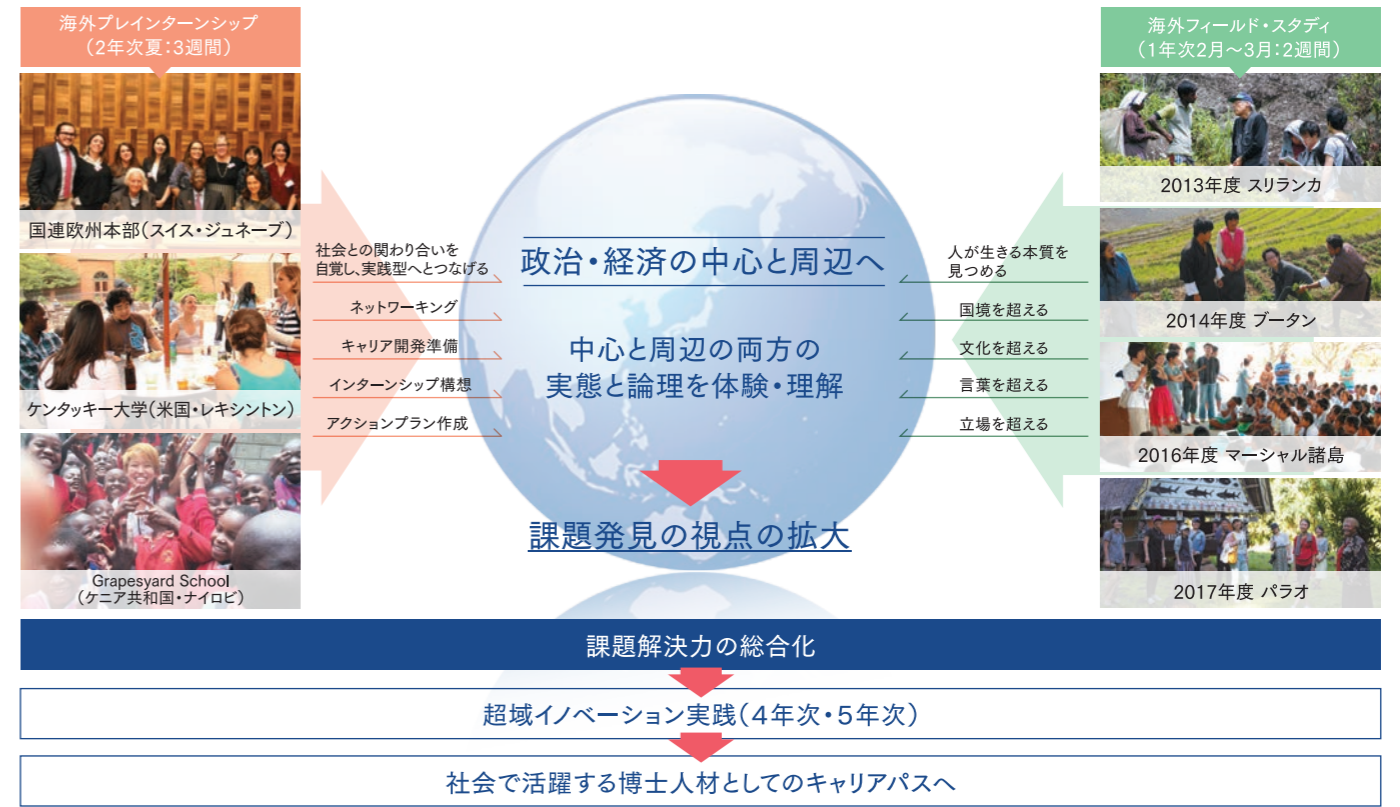 海外プレインターンシップ
（2年次夏：3週間）
国連欧州本部（スイス・ジュネーブ）
ケンタッキー大学（米国・レキシントン）
Grapesyard School
（ケニア共和国・ナイロビ）
社会との関わり合いを
自覚し、実践型へとつなげる
ネットワーキング
キャリア開発準備
インターンシップ構想
アクションプラン作成
政治・経済の中心と周辺へ
中心と周辺の両方の
実態と論理を体験・理解
課題発見の視点の拡大
人が生きる本質を
見つめる
国境を超える
文化を超える
言葉を超える
立場を超える
海外フィールド・スタディ
（1年次2月～3月：2週間）
2013年度 スリランカ
2014年度 ブータン
2016年度 マーシャル諸島
2017年度 パラオ
課題解決力の総合化
超域イノベーション実践（4年次・5年次）
社会で活躍する博士人材としてのキャリアパスへ